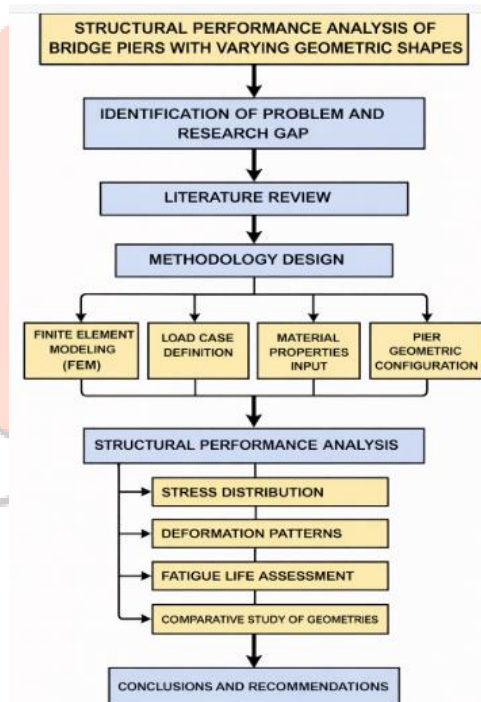 STRUCTURAL PERFORMANCE ANALYSIS OF
BRIDGE PIERS WITH VARYING GEOMETRIC SHAPES
IDENTIFICATION OF PROBLEM AND
RESEARCH GAP
LITERATURE REVIEW
METHODOLOGY DESIGN
FINITE ELEMENT
MODELING
(FEM)
LOAD CASE
DEFINITION
MATERIAL
PROPERTIES
INPUT
PIER
GEOMETRIC
CONFIGURATION
STRUCTURAL PERFORMANCE ANALYSIS
STRESS DISTRIBUTION
DEFORMATION PATTERNS
FATIGUE LIFE ASSESSMENT
COMPARATIVE STUDY OF GEOMETRIES
CONCLUSIONS AND RECOMMENDATIONS